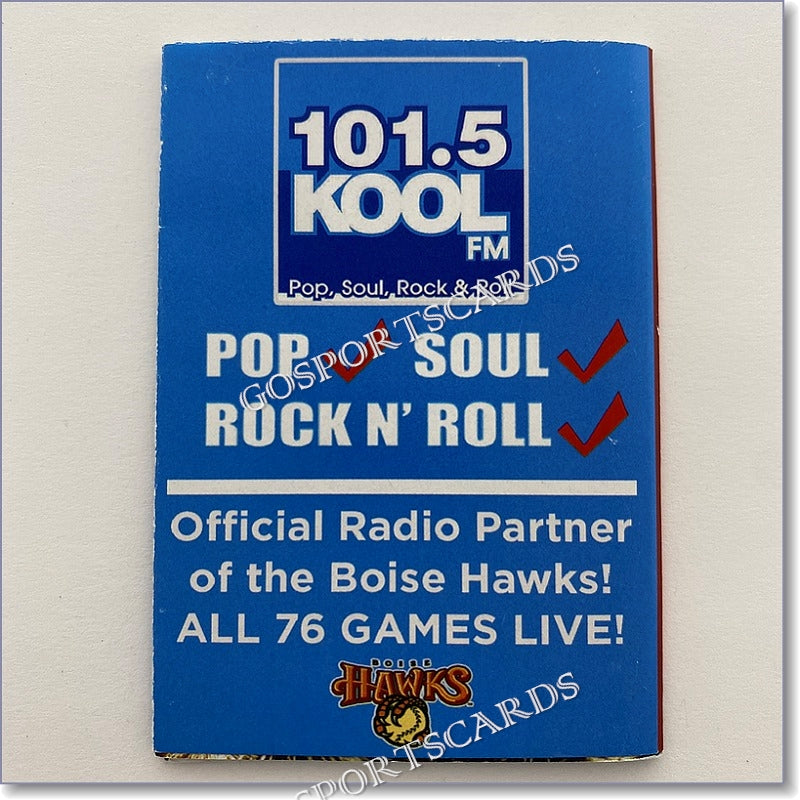 101.5
KOOL
FM
Pop, Soul, Rock & Roll
POP SOUL
ROCK N' ROLL
Official Radio Partner
of the Boise Hawks!
ALL 76 GAMES LIVE!
BOISE
HAWKS
GOSPORTSCARDS
GOSPORTSCARDS